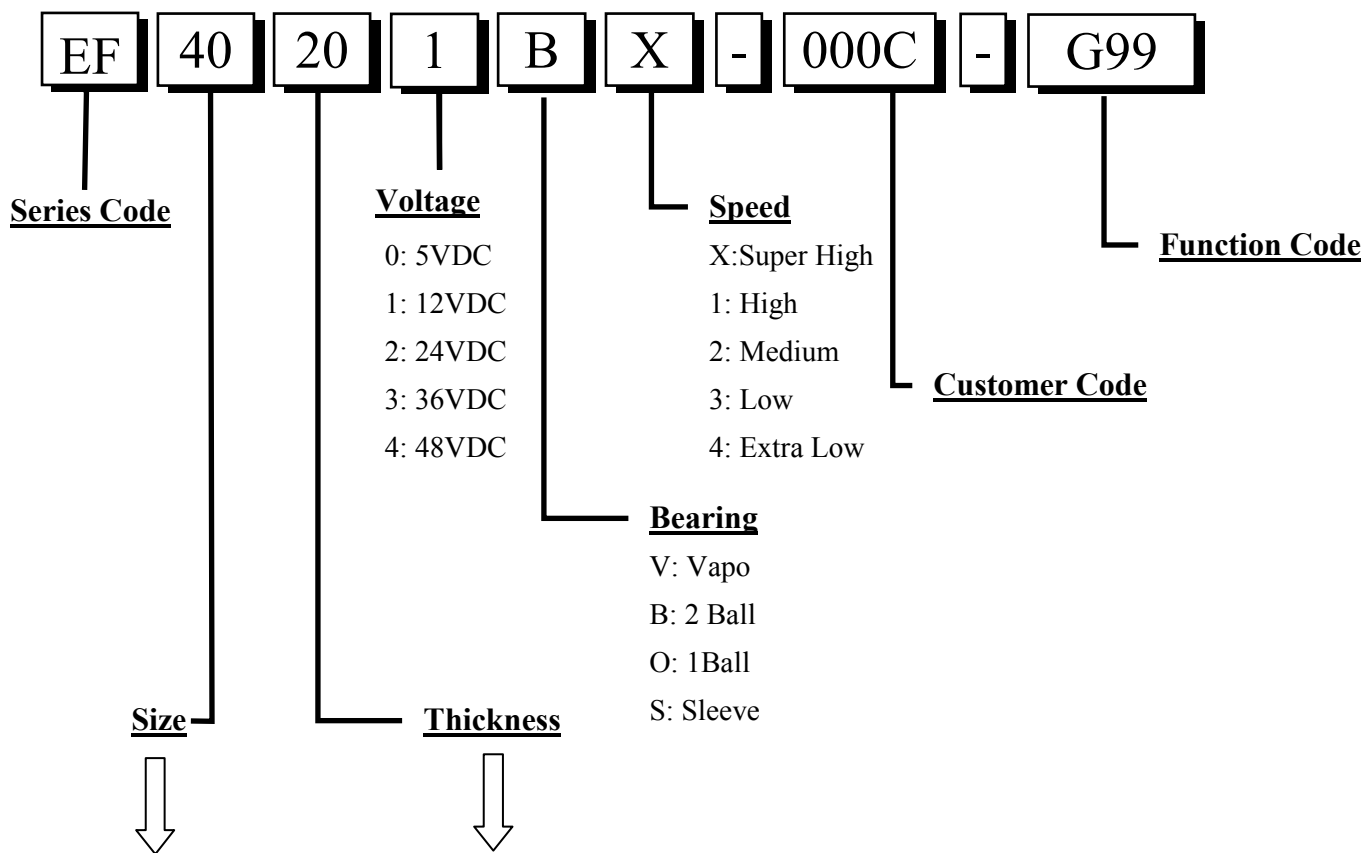 EF 40 20 1 B X - 000C - G99
Series Code
Voltage
0: 5VDC
1: 12VDC
2: 24VDC
3: 36VDC
4: 48VDC
Speed
X:Super High
1: High
2: Medium
3: Low
4: Extra Low
Function Code
Customer Code
Bearing
V: Vapo
B: 2 Ball
O: 1Ball
S: Sleeve
Size
Thickness